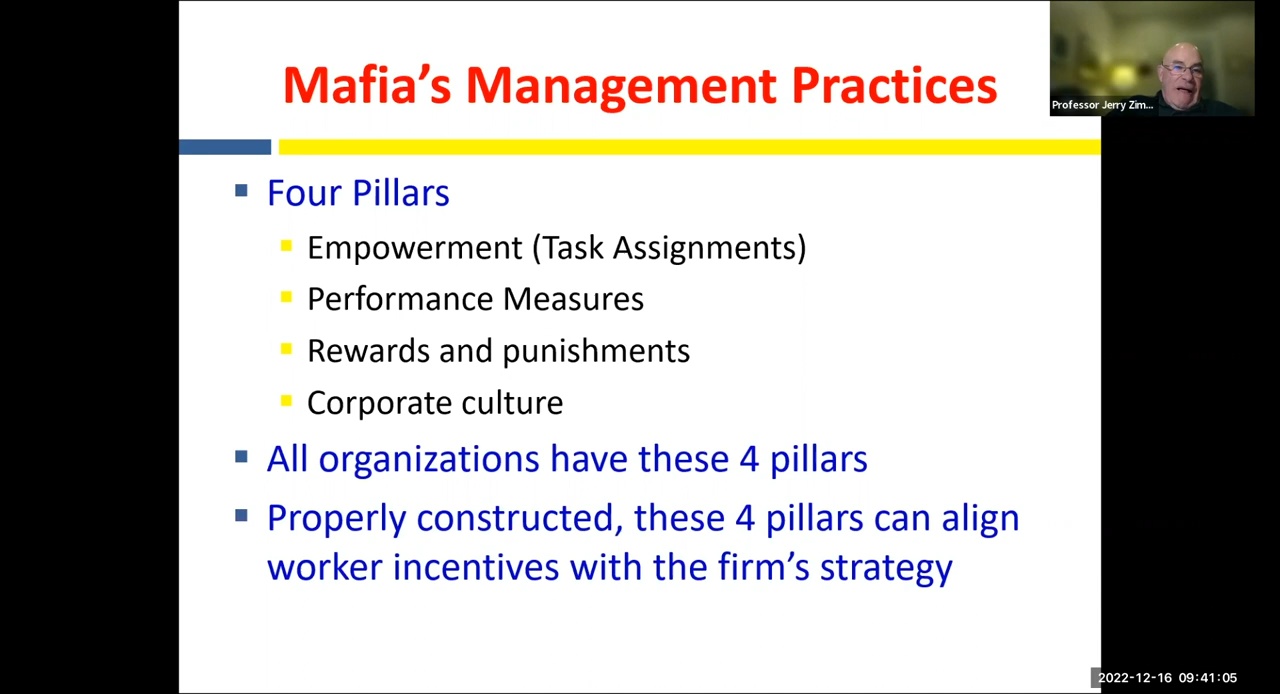 Mafia's Management Practices
Professor Jerry Zim...
Four Pillars
Empowerment (Task Assignments)
Performance Measures
Rewards and punishments
Corporate culture
All organizations have these 4 pillars
Properly constructed, these 4 pillars can align
worker incentives with the firm's strategy
2022-12-16 09:41:05